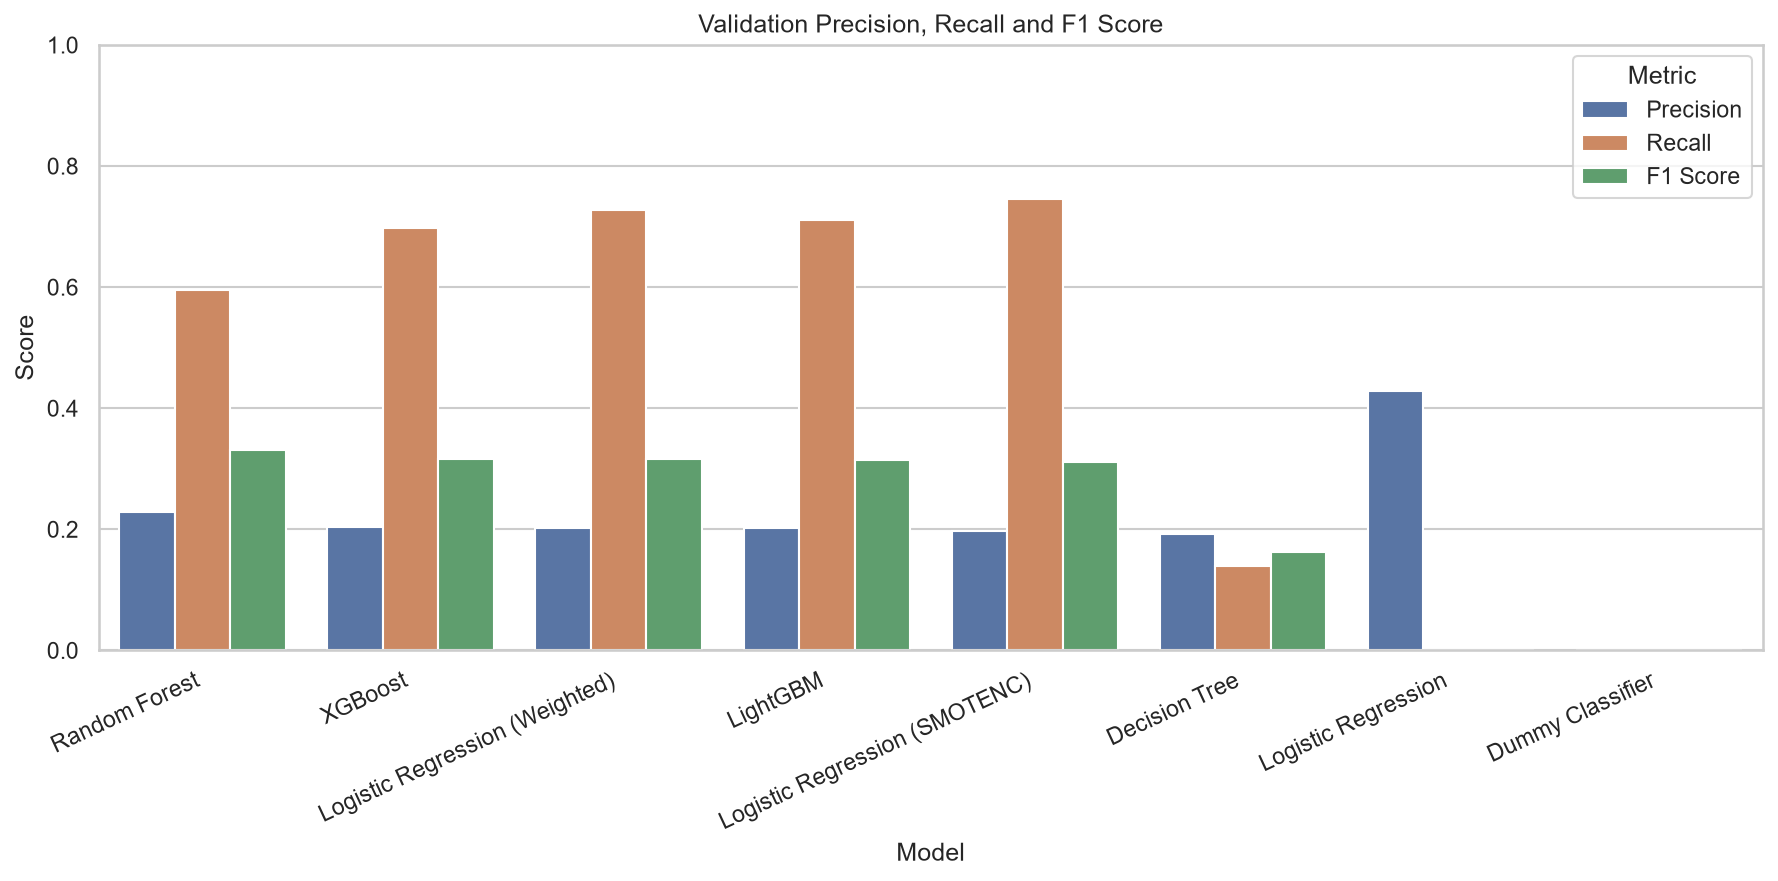 Validation Precision, Recall and F1 Score
Metric
Precision
Recall
F1 Score
1.0
0.8
0.6
0.4
0.2
0.0
Score
Random Forest
XGBoost
Logistic Regression (Weighted)
LightGBM
Logistic Regression (SMOTENC)
Decision Tree
Logistic Regression
Dummy Classifier
Model